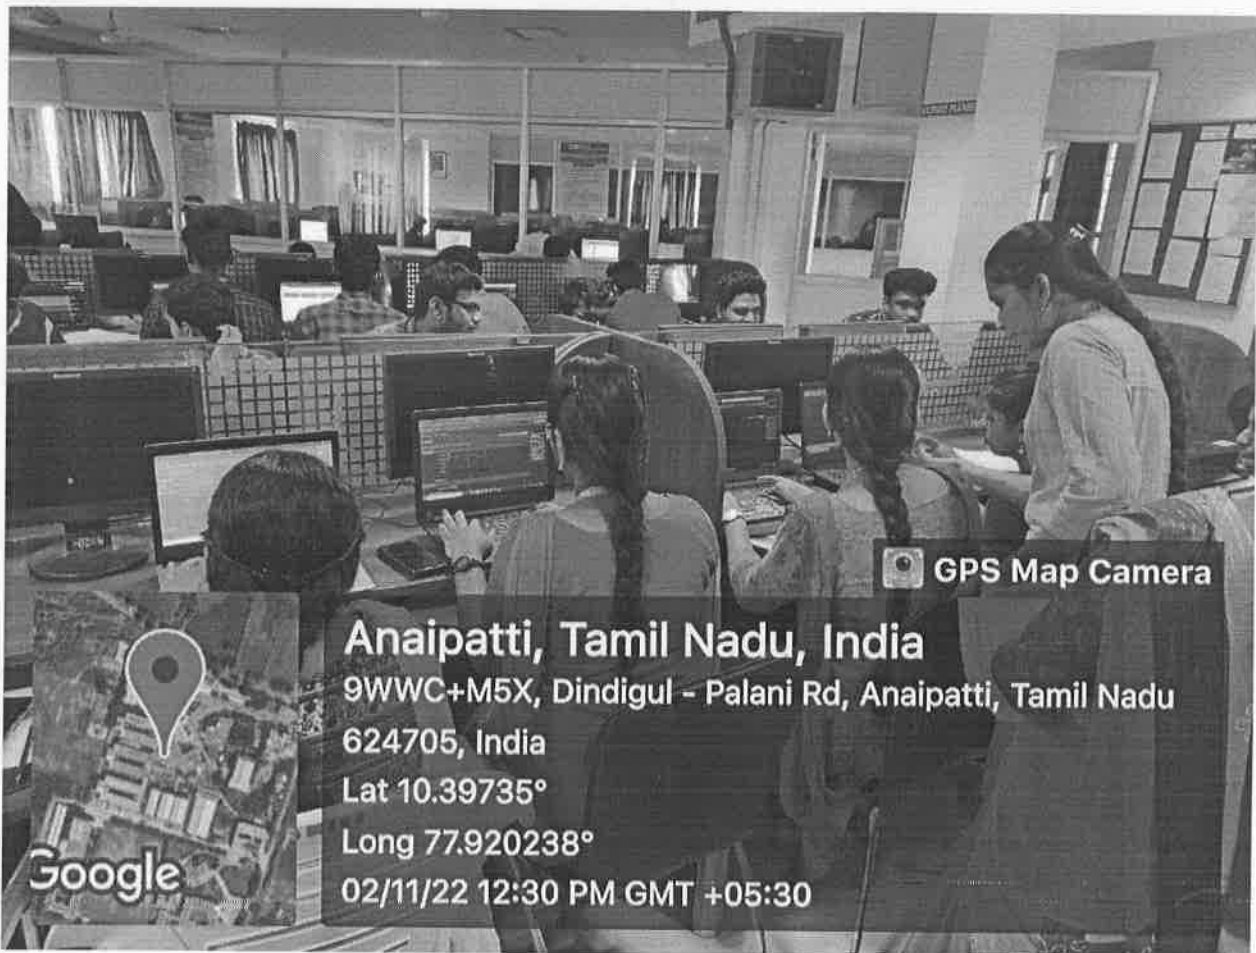 GPS Map Camera
Anaipatti, Tamil Nadu, India
9WWC+M5X, Dindigul - Palani Rd, Anaipatti, Tamil Nadu
624705, India
Lat 10.39735°
Long 77.920238°
02/11/22 12:30 PM GMT +05:30
Google